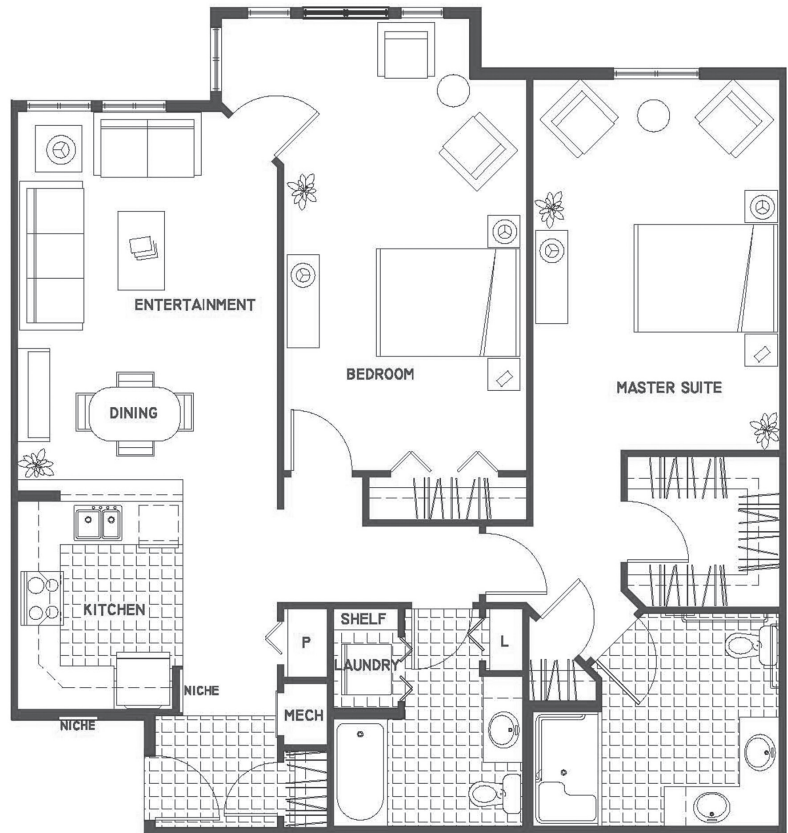 ENTERTAINMENT
BEDROOM
MASTER SUITE
DINING
KITCHEN
SHELF
P
L
LAUNDRY
NICHE
MECH
NICHE